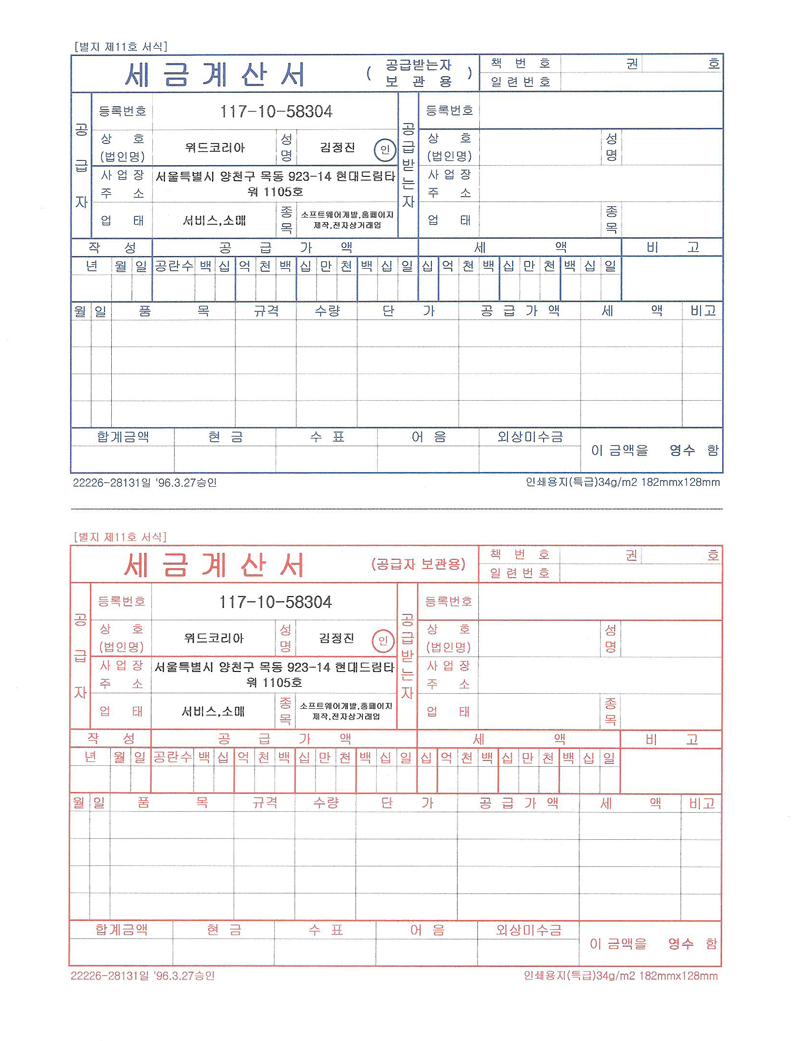 [별지 제11호 서식]
세 금 계 산 서 ( 공급받는자 보 관 용 ) 책 번 호 권 호
일 련 번 호
공급자 등록번호 117-10-58304 공급받는자 등록번호
상 호 (법인명) 위드코리아 성명 김정진 인 상 호 (법인명) 성명
사 업 장 주 소 서울특별시 양천구 목동 923-14 현대드림타워 1105호 사 업 장 주 소
업 태 서비스,소매 종목 소프트웨어개발,홈페이지제작,전자상거래업 업 태 종목
작 성 공 급 가 액 세 액 비 고
년 월 일 공란수 백 십 억 천 백 십 만 천 백 십 일 십 억 천 백 십 만 천 백 십 일
월 일 품 목 규격 수량 단 가 공 급 가 액 세 액 비고
합계금액 현 금 수 표 어 음 외상미수금 이 금액을 영수 함
22226-28131일 '96.3.27승인 인쇄용지(특급)34g/m2 182mmx128mm
[별지 제11호 서식]
세 금 계 산 서 (공급자 보관용) 책 번 호 권 호
일 련 번 호
공급자 등록번호 117-10-58304 공급받는자 등록번호
상 호 (법인명) 위드코리아 성명 김정진 인 상 호 (법인명) 성명
사 업 장 주 소 서울특별시 양천구 목동 923-14 현대드림타워 1105호 사 업 장 주 소
업 태 서비스,소매 종목 소프트웨어개발,홈페이지제작,전자상거래업 업 태 종목
작 성 공 급 가 액 세 액 비 고
년 월 일 공란수 백 십 억 천 백 십 만 천 백 십 일 십 억 천 백 십 만 천 백 십 일
월 일 품 목 규격 수량 단 가 공 급 가 액 세 액 비고
합계금액 현 금 수 표 어 음 외상미수금 이 금액을 영수 함
22226-28131일 '96.3.27승인 인쇄용지(특급)34g/m2 182mmx128mm